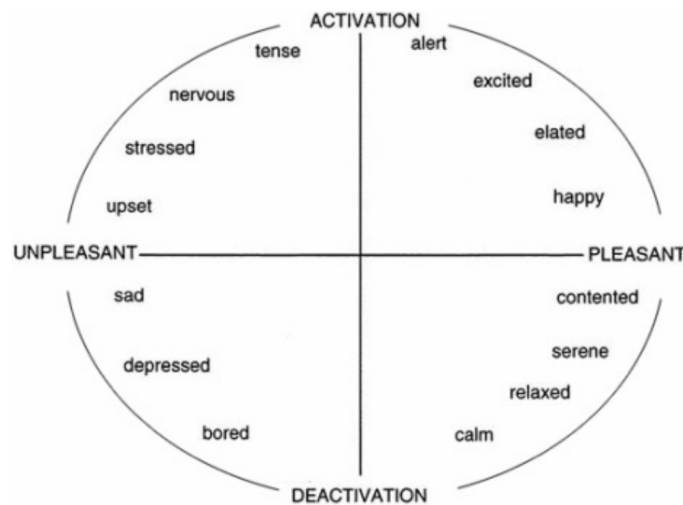 ACTIVATION
tense
alert
nervous
excited
stressed
elated
upset
happy
UNPLEASANT
PLEASANT
sad
contented
depressed
serene
relaxed
bored
calm
DEACTIVATION